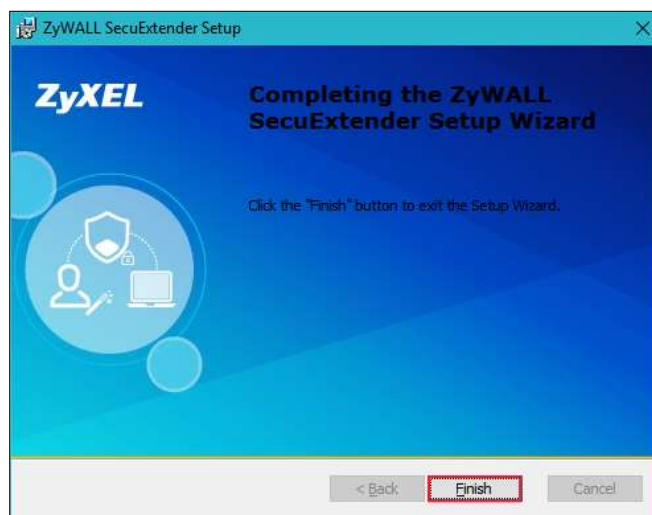 ZyWALL SecuExtender Setup
ZyXEL
Completing the ZyWALL
SecuExtender Setup Wizard
Click the "Finish" button to exit the Setup Wizard.
< Back
Finish
Cancel